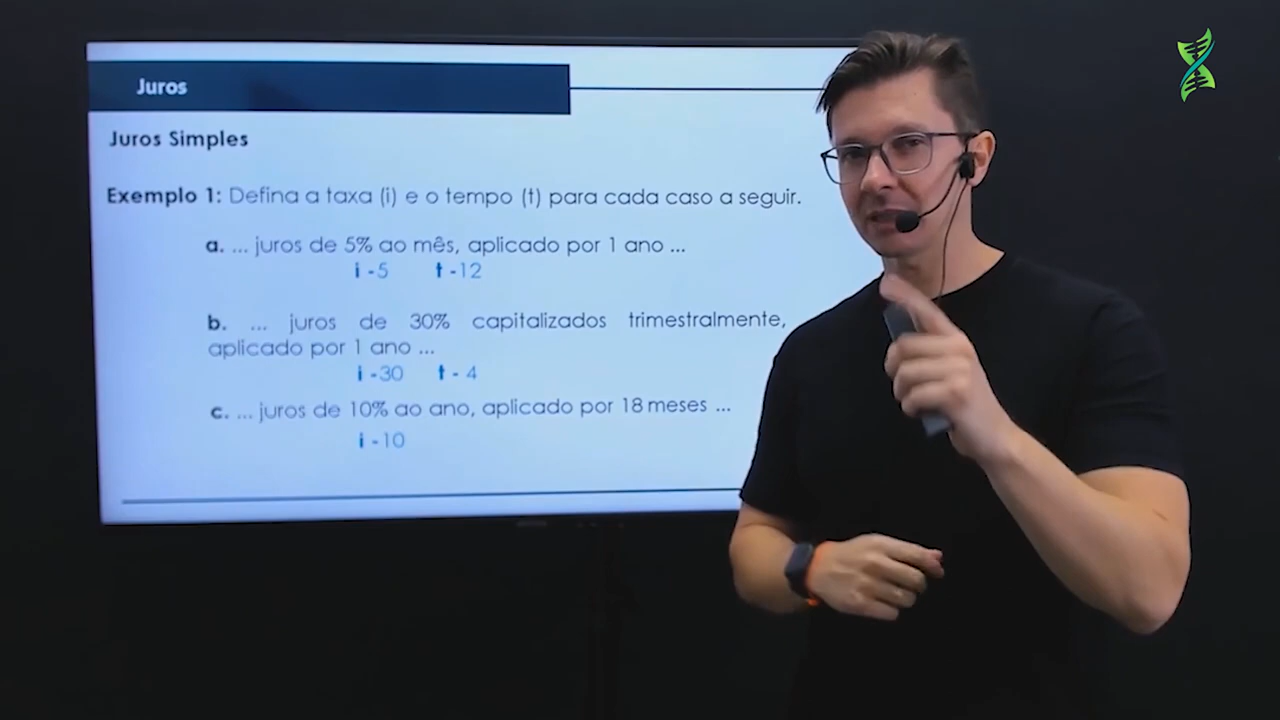 Juros
Juros Simples
Exemplo 1: Defina a taxa (i) e o tempo (t) para cada caso a seguir.
a. ... juros de 5% ao mês, aplicado por 1 ano ...
i - 5 t - 12
b. ... juros de 30% capitalizados trimestralmente,
aplicado por 1 ano ...
i - 30 t - 4
c. ... juros de 10% ao ano, aplicado por 18 meses ...
i - 10